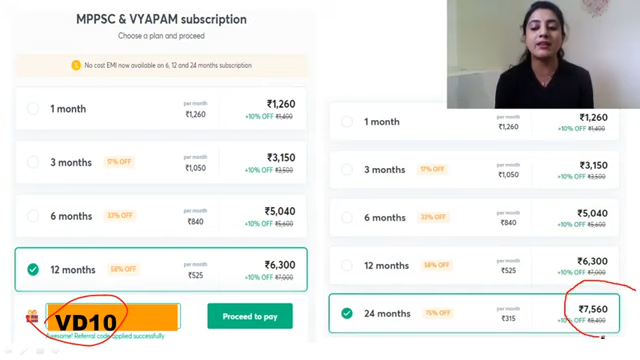 MPPSC & VYAPAM subscription
Choose a plan and proceed
No cost EMI now available on 6, 12 and 24 months subscription
1 month
per month
₹1,260
₹1,260
+10% OFF ₹1,400
3 months 17% OFF
per month
₹1,050
₹3,150
+10% OFF ₹3,500
6 months 33% OFF
per month
₹840
₹5,040
+10% OFF ₹5,600
12 months 58% OFF
per month
₹525
₹6,300
+10% OFF ₹7,000
VD10
Awesome! Referral code applied successfully
Proceed to pay
1 month
per month
₹1,260
₹1,260
+10% OFF ₹1,400
3 months 17% OFF
per month
₹1,050
₹3,150
+10% OFF ₹3,500
6 months 33% OFF
per month
₹840
₹5,040
+10% OFF ₹5,600
12 months 58% OFF
per month
₹525
₹6,300
+10% OFF ₹7,000
24 months 75% OFF
per month
₹315
₹7,560
+10% OFF ₹8,400